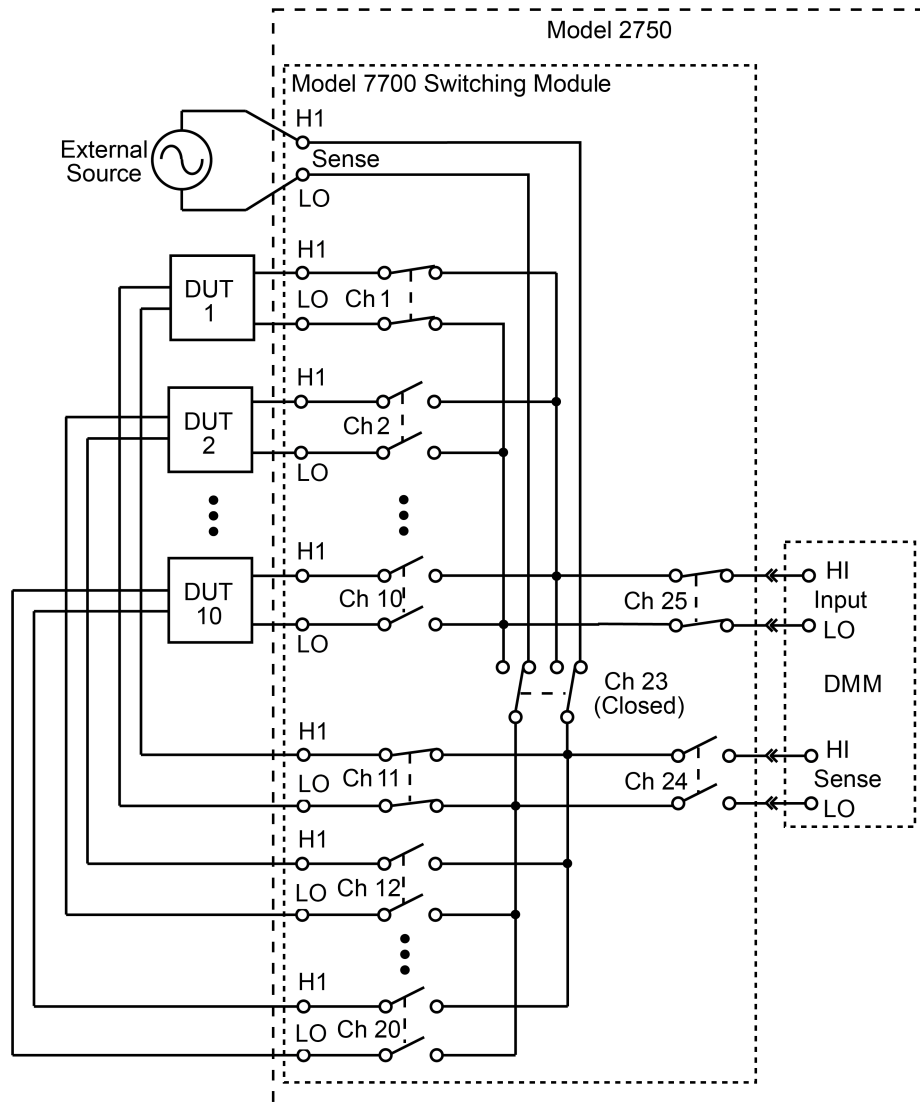 Model 2750
Model 7700 Switching Module
H1
External
Source
Sense
LO
H1
DUT
1
LO
Ch 1
H1
DUT
2
Ch 2
LO
H1
DUT
10
Ch 10
LO
Ch 25
HI
Input
LO
DMM
Ch 23
(Closed)
H1
Ch 11
LO
Ch 24
HI
Sense
LO
H1
LO
Ch 12
H1
LO
Ch 20